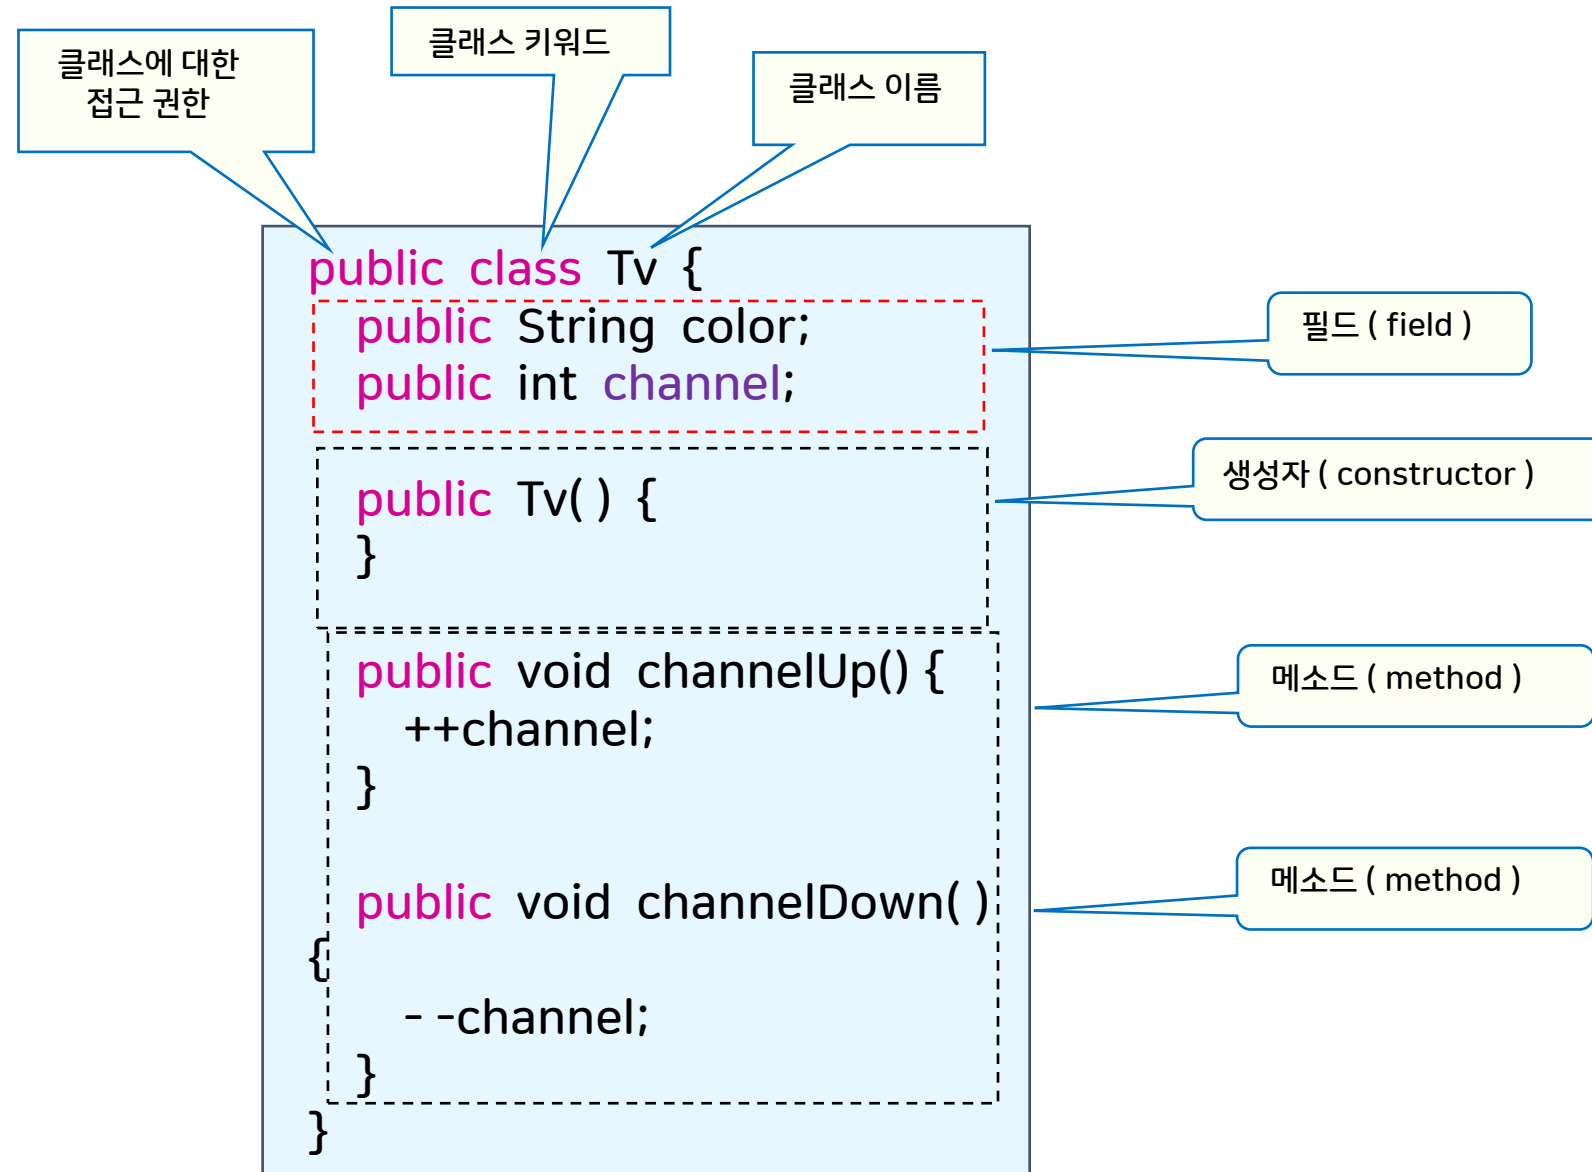 클래스에 대한
접근 권한
클래스 키워드
클래스 이름
public class Tv {
public String color;
public int channel;
필드 ( field )
public Tv( ) {
}
생성자 ( constructor )
public void channelUp() {
++channel;
}
메소드 ( method )
public void channelDown( )
{
- -channel;
}
}
메소드 ( method )